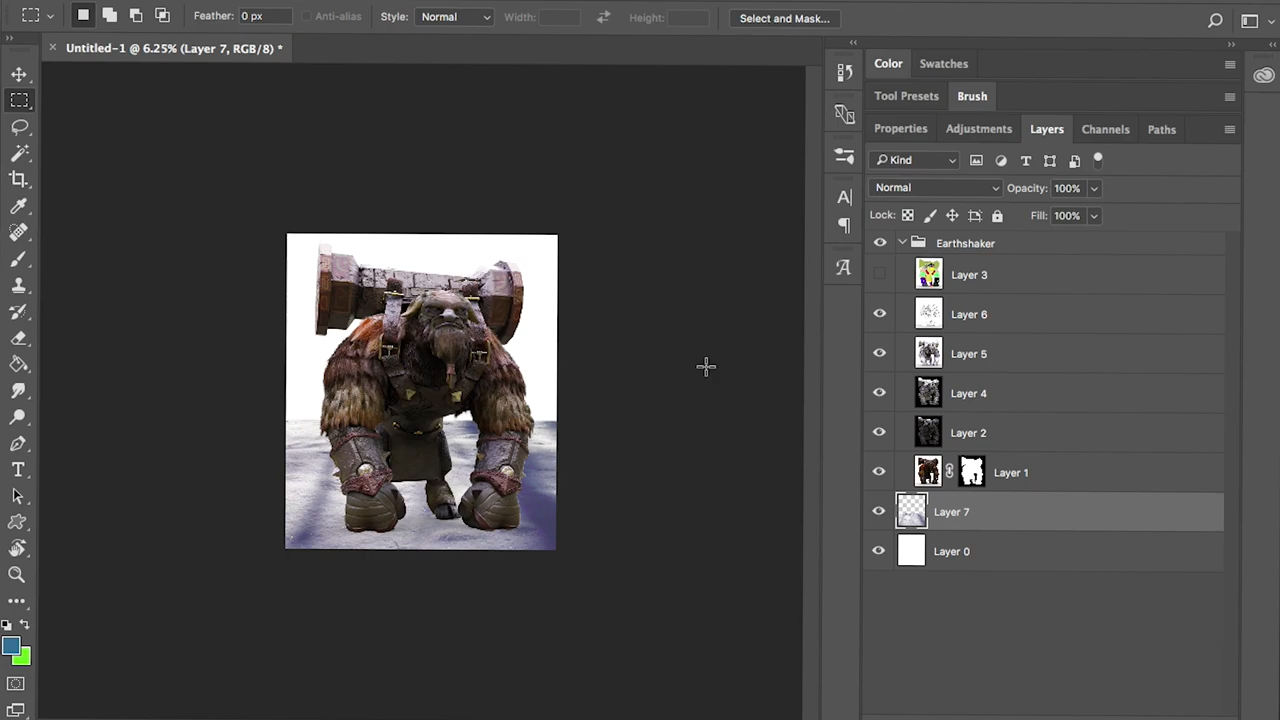 Feather: 0 px Anti-alias Style: Normal Width: Height: Select and Mask...
× Untitled-1 @ 6.25% (Layer 7, RGB/8) *
Color Swatches
Tool Presets Brush
Properties Adjustments Layers Channels Paths
Kind
Normal Opacity: 100%
Lock: Fill: 100%
Earthshaker
Layer 3
Layer 6
Layer 5
Layer 4
Layer 2
Layer 1
Layer 7
Layer 0